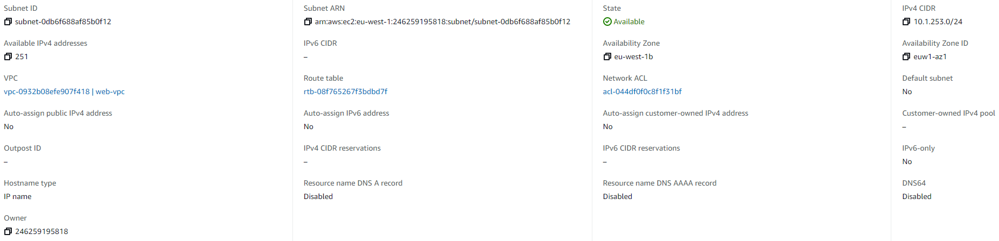 Subnet ID
subnet-0db6f688af85b0f12
Subnet ARN
arn:aws:ec2:eu-west-1:246259195818:subnet/subnet-0db6f688af85b0f12
State
Available
IPv4 CIDR
10.1.253.0/24
Available IPv4 addresses
251
IPv6 CIDR
–
Availability Zone
eu-west-1b
Availability Zone ID
euw1-az1
VPC
vpc-0932b08efe907f418 | web-vpc
Route table
rtb-08f765267f3bdbd7f
Network ACL
acl-044df0f0c8f1f31bf
Default subnet
No
Auto-assign public IPv4 address
No
Auto-assign IPv6 address
No
Auto-assign customer-owned IPv4 address
No
Customer-owned IPv4 pool
–
Outpost ID
–
IPv4 CIDR reservations
–
IPv6 CIDR reservations
–
IPv6-only
No
Hostname type
IP name
Resource name DNS A record
Disabled
Resource name DNS AAAA record
Disabled
DNS64
Disabled
Owner
246259195818